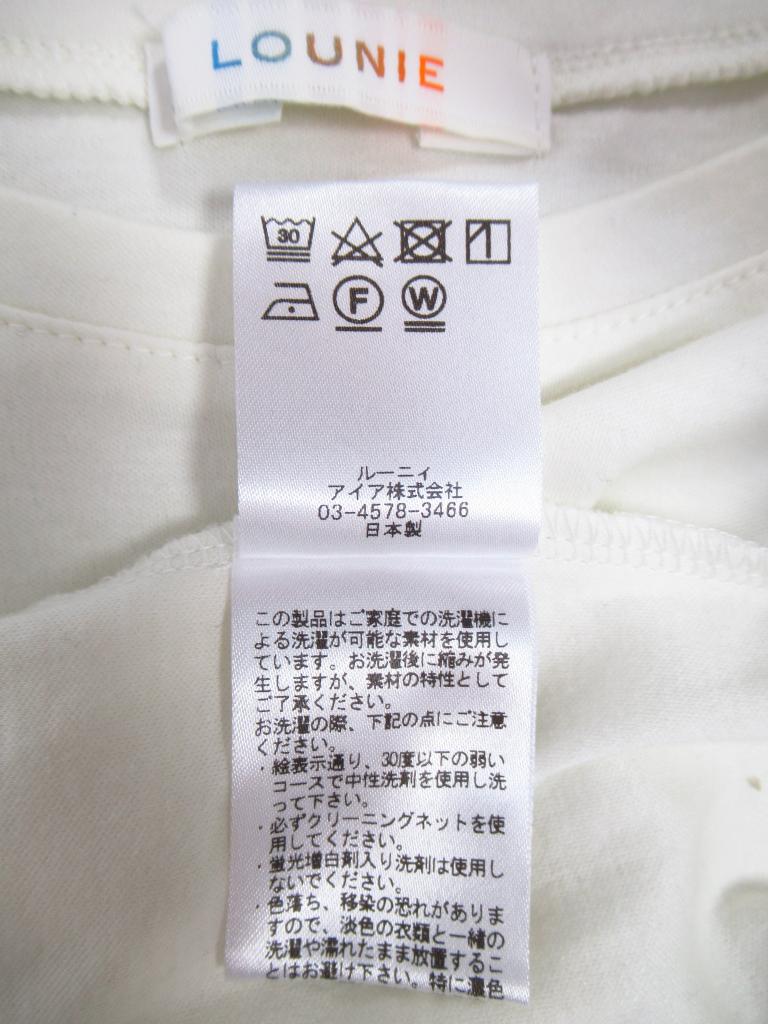 LOUNIE
30
F W
ルーニィ
アイア株式会社
03-4578-3466
日本製
この製品はご家庭での洗濯機に
よる洗濯が可能な素材を使用し
ています。お洗濯後に縮みが発
生しますが、素材の特性として
ご了承ください。
お洗濯の際、下記の点にご注意
ください。
・絵表示通り、30度以下の弱い
コースで中性洗剤を使用し洗
って下さい。
・必ずクリーニングネットを使
用してください。
・蛍光増白剤入り洗剤は使用し
ないでください。
・色落ち、移染の恐れがありま
すので、淡色の衣類と一緒の
洗濯や濡れたまま放置するこ
とはお避け下さい。特に濃色